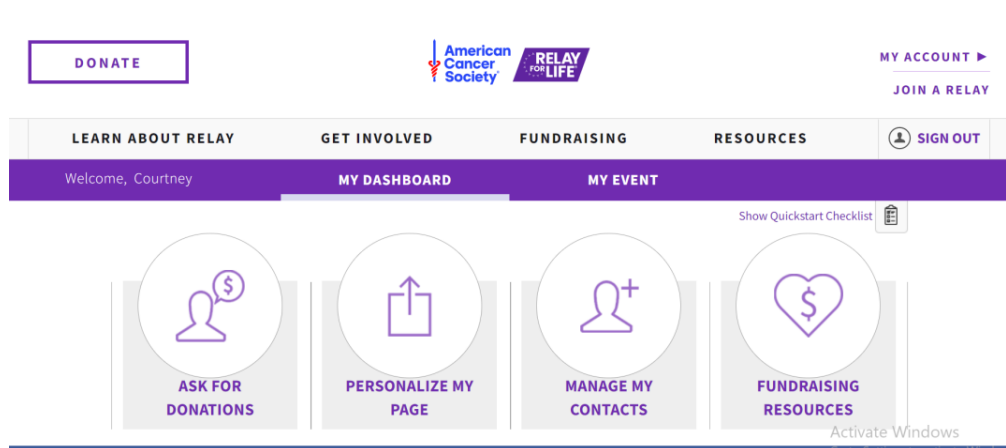 DONATE
American
Cancer
Society
RELAY
FOR LIFE
MY ACCOUNT ▶
JOIN A RELAY
LEARN ABOUT RELAY
GET INVOLVED
FUNDRAISING
RESOURCES
SIGN OUT
Welcome, Courtney
MY DASHBOARD
MY EVENT
Show Quickstart Checklist
$
$
ASK FOR
DONATIONS
PERSONALIZE MY
PAGE
MANAGE MY
CONTACTS
FUNDRAISING
RESOURCES
Activate Windows